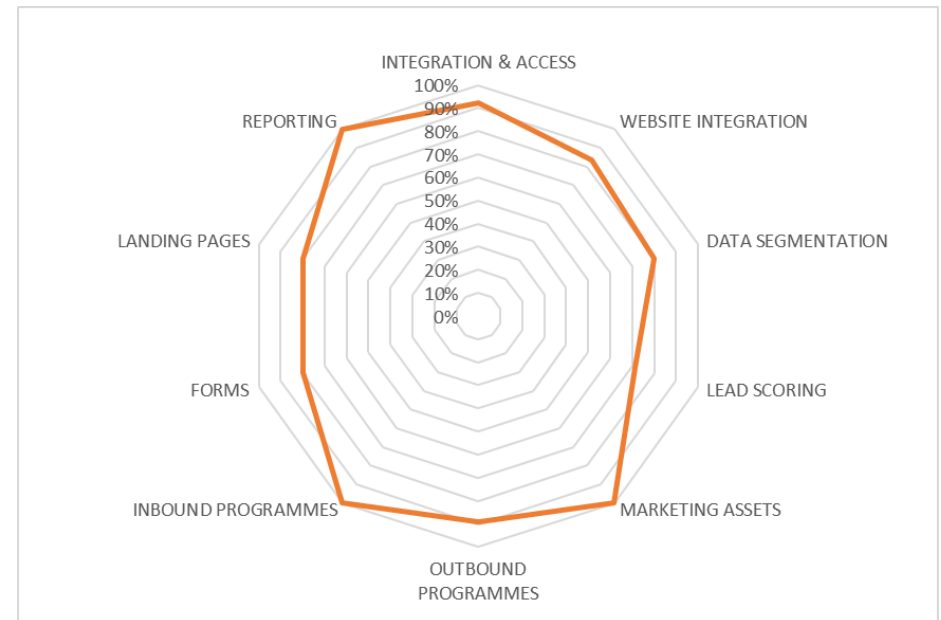 INTEGRATION & ACCESS
100%
90%
80%
70%
60%
50%
40%
30%
20%
10%
0%
WEBSITE INTEGRATION
DATA SEGMENTATION
LEAD SCORING
MARKETING ASSETS
OUTBOUND
PROGRAMMES
INBOUND PROGRAMMES
FORMS
LANDING PAGES
REPORTING